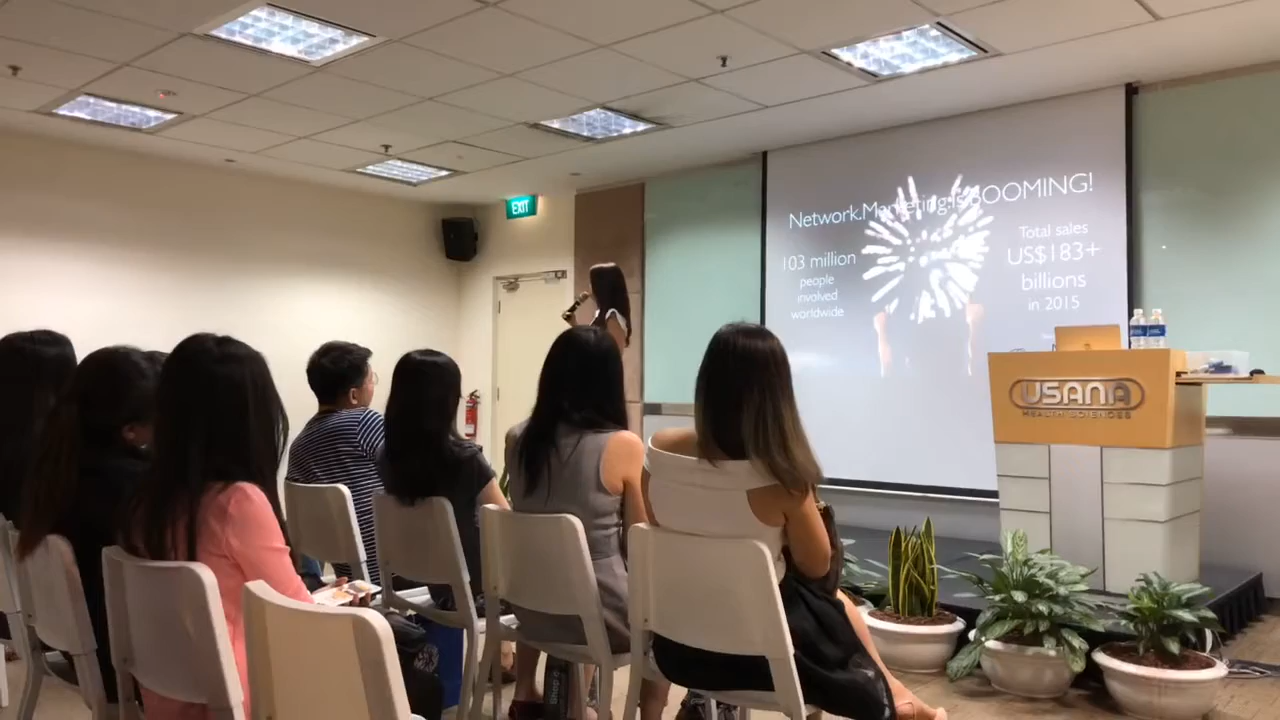 EXIT
Network Marketing is BOOMING!
103 million
people
involved
worldwide
Total sales
US$183+
billions
in 2015
USANA
HEALTH SCIENCES